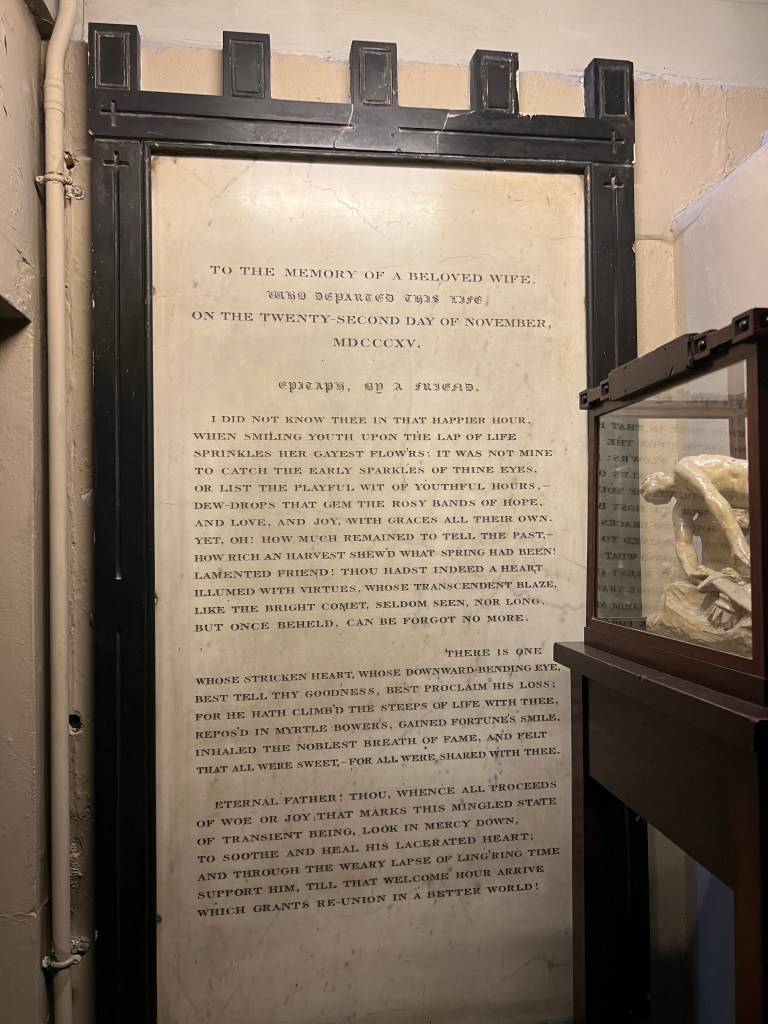 TO THE MEMORY OF A BELOVED WIFE,
WHO DEPARTED THIS LIFE
ON THE TWENTY-SECOND DAY OF NOVEMBER,
MDCCCXV.
EPITAPH, BY A FRIEND.
I DID NOT KNOW THEE IN THAT HAPPIER HOUR,
WHEN SMILING YOUTH UPON THE LAP OF LIFE
SPRINKLES HER GAYEST FLOW'RS: IT WAS NOT MINE
TO CATCH THE EARLY SPARKLES OF THINE EYES,
OR LIST THE PLAYFUL WIT OF YOUTHFUL HOURS,–
DEW-DROPS THAT GEM THE ROSY BANDS OF HOPE,
AND LOVE, AND JOY, WITH GRACES ALL THEIR OWN.
YET, OH! HOW MUCH REMAINED TO TELL THE PAST,–
HOW RICH AN HARVEST SHEW'D WHAT SPRING HAD BEEN!
LAMENTED FRIEND! THOU HADST INDEED A HEART
ILLUMED WITH VIRTUES, WHOSE TRANSCENDENT BLAZE,
LIKE THE BRIGHT COMET, SELDOM SEEN, NOR LONG,
BUT ONCE BEHELD, CAN BE FORGOT NO MORE.
THERE IS ONE
WHOSE STRICKEN HEART, WHOSE DOWNWARD-BENDING EYE,
BEST TELL THY GOODNESS, BEST PROCLAIM HIS LOSS;
FOR HE HATH CLIMB'D THE STEEPS OF LIFE WITH THEE,
REPOS'D IN MYRTLE BOWERS, GAINED FORTUNE'S SMILE,
INHALED THE NOBLEST BREATH OF FAME, AND FELT
THAT ALL WERE SWEET,–FOR ALL WERE SHARED WITH THEE.
ETERNAL FATHER! THOU, WHENCE ALL PROCEEDS
OF WOE OR JOY, THAT MARKS THIS MINGLED STATE
OF TRANSIENT BEING, LOOK IN MERCY DOWN,
TO SOOTHE AND HEAL HIS LACERATED HEART;
AND THROUGH THE WEARY LAPSE OF LING'RING TIME
SUPPORT HIM, TILL THAT WELCOME HOUR ARRIVE
WHICH GRANTS RE-UNION IN A BETTER WORLD!